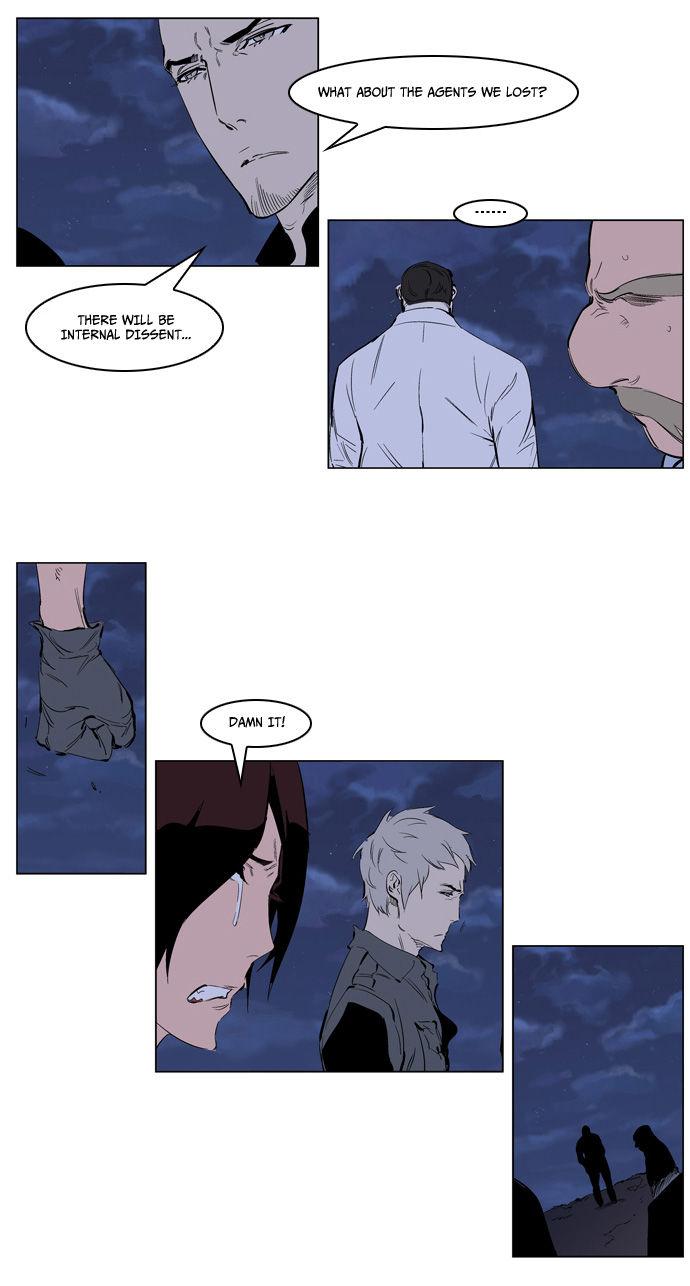 WHAT ABOUT THE AGENTS WE LOST?
THERE WILL BE
INTERNAL DISSENT...
------
DAMN IT!